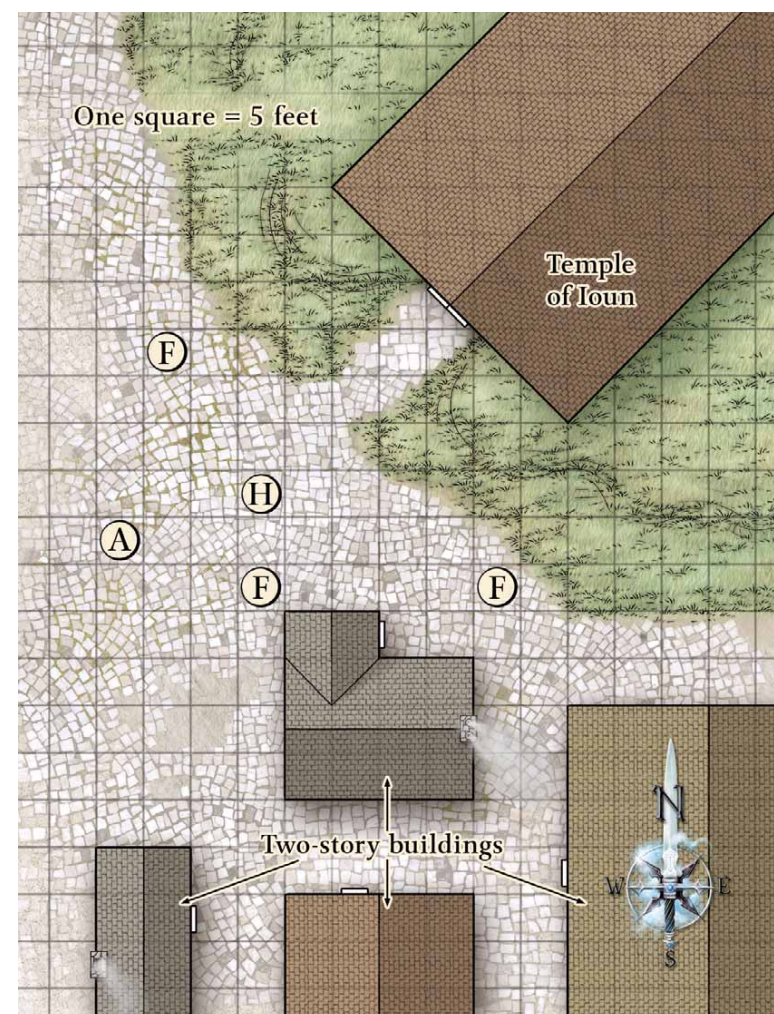 One square = 5 feet
Temple
of Ioun
F
H
A
F
F
N
W
E
S
Two-story buildings